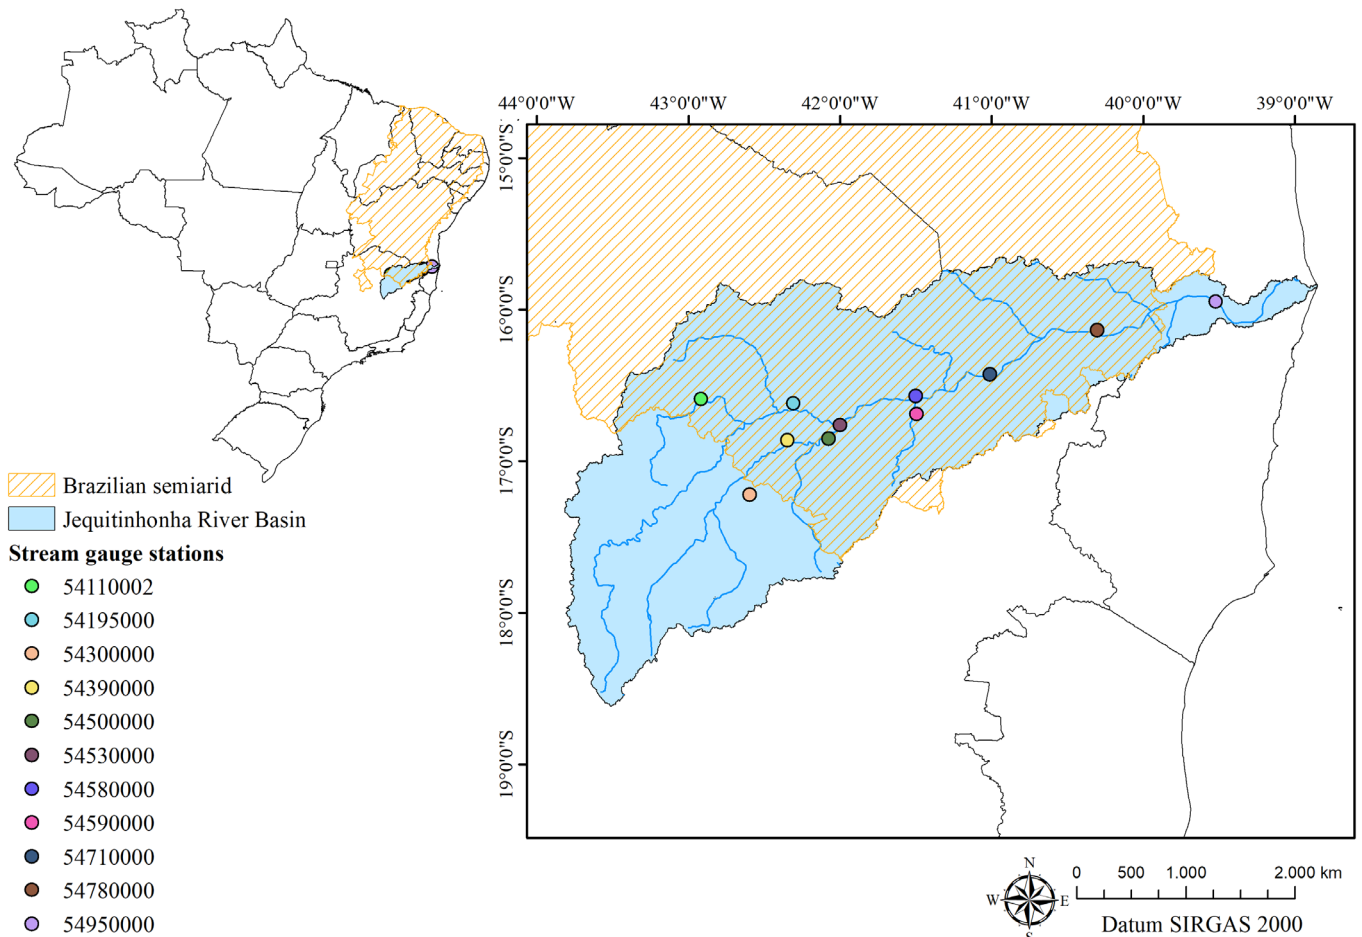 44°0'0"W 43°0'0"W 42°0'0"W 41°0'0"W 40°0'0"W 39°0'0"W
15°0'0"S
16°0'0"S
17°0'0"S
18°0'0"S
19°0'0"S
Brazilian semiarid
Jequitinhonha River Basin
Stream gauge stations
54110002
54195000
54300000
54390000
54500000
54530000
54580000
54590000
54710000
54780000
54950000
N
W E
S
0 500 1.000 2.000 km
Datum SIRGAS 2000